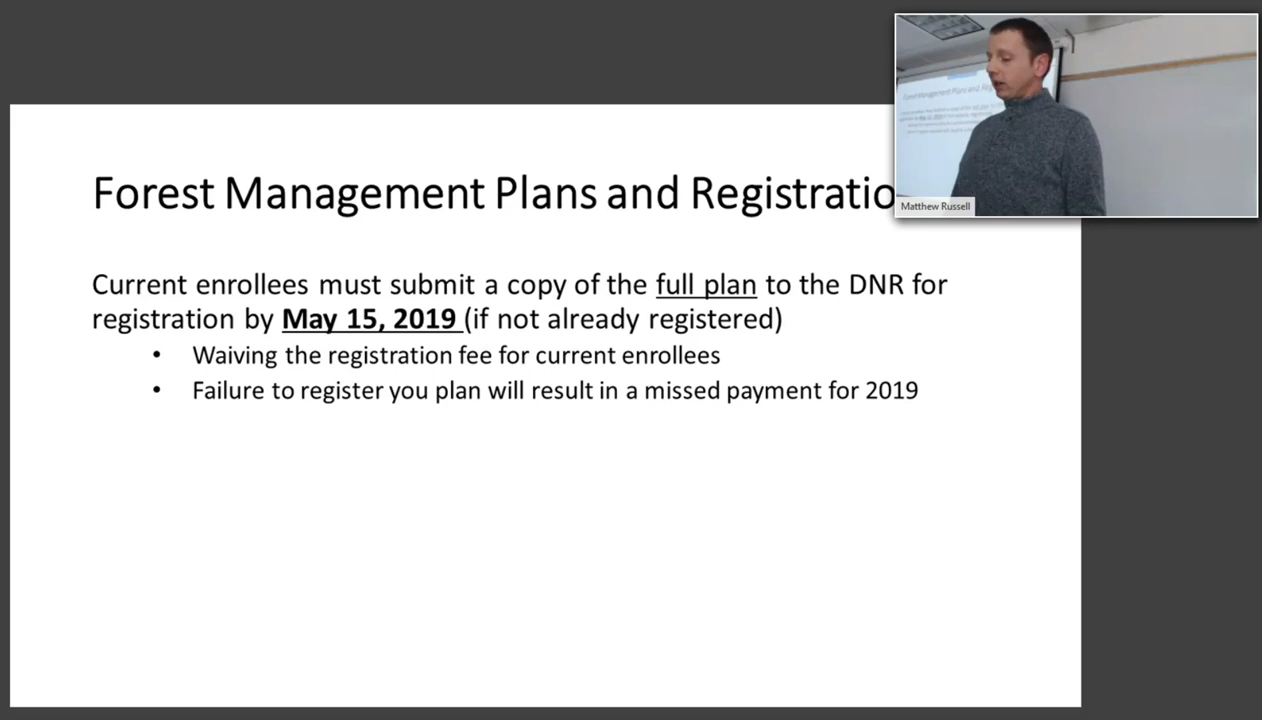 Forest Management Plans and Registratio
Matthew Russell
Current enrollees must submit a copy of the full plan to the DNR for
registration by May 15, 2019 (if not already registered)
• Waiving the registration fee for current enrollees
• Failure to register you plan will result in a missed payment for 2019